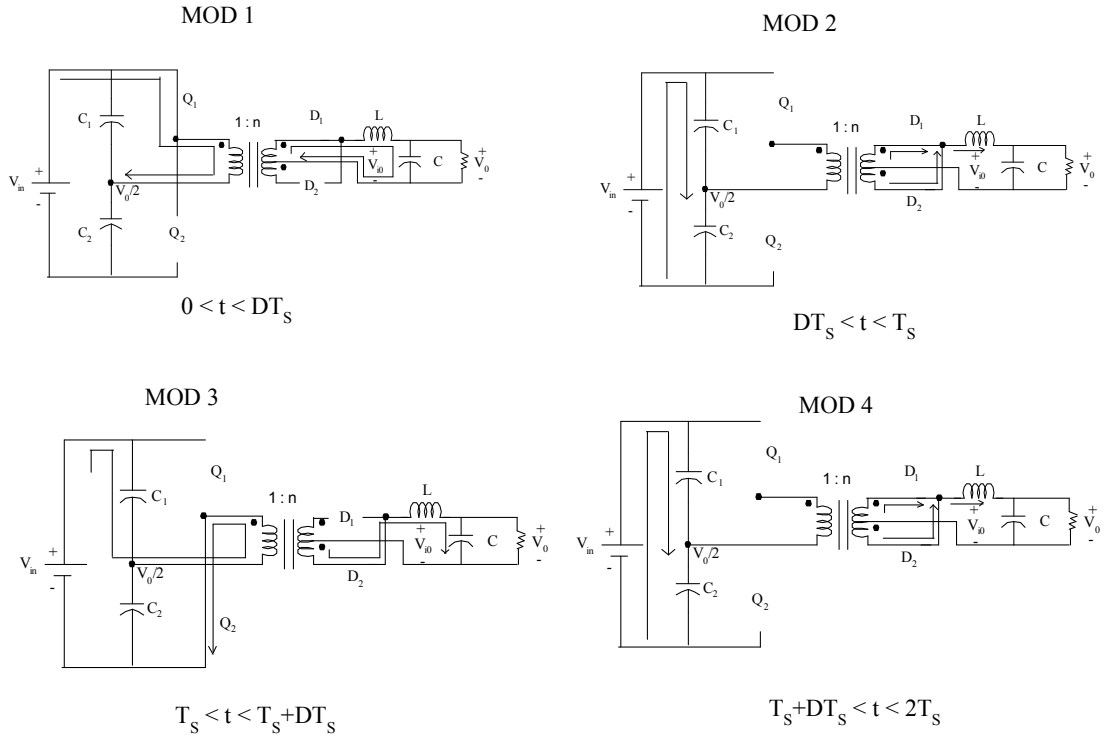 MOD 1
Q1
C1
1 : n
D1
L
+
Vin
-
V0/2
D2
+
Vi0
-
C
+
V0
-
C2
Q2
0 < t < DTS
MOD 2
Q1
C1
1 : n
D1
L
+
Vin
-
V0/2
D2
+
Vi0
-
C
+
V0
-
C2
Q2
DTS < t < TS
MOD 3
Q1
C1
1 : n
D1
L
+
Vin
-
V0/2
D2
+
Vi0
-
C
+
V0
-
C2
Q2
TS < t < TS+DTS
MOD 4
Q1
C1
1 : n
D1
L
+
Vin
-
V0/2
D2
+
Vi0
-
C
+
V0
-
C2
Q2
TS+DTS < t < 2TS